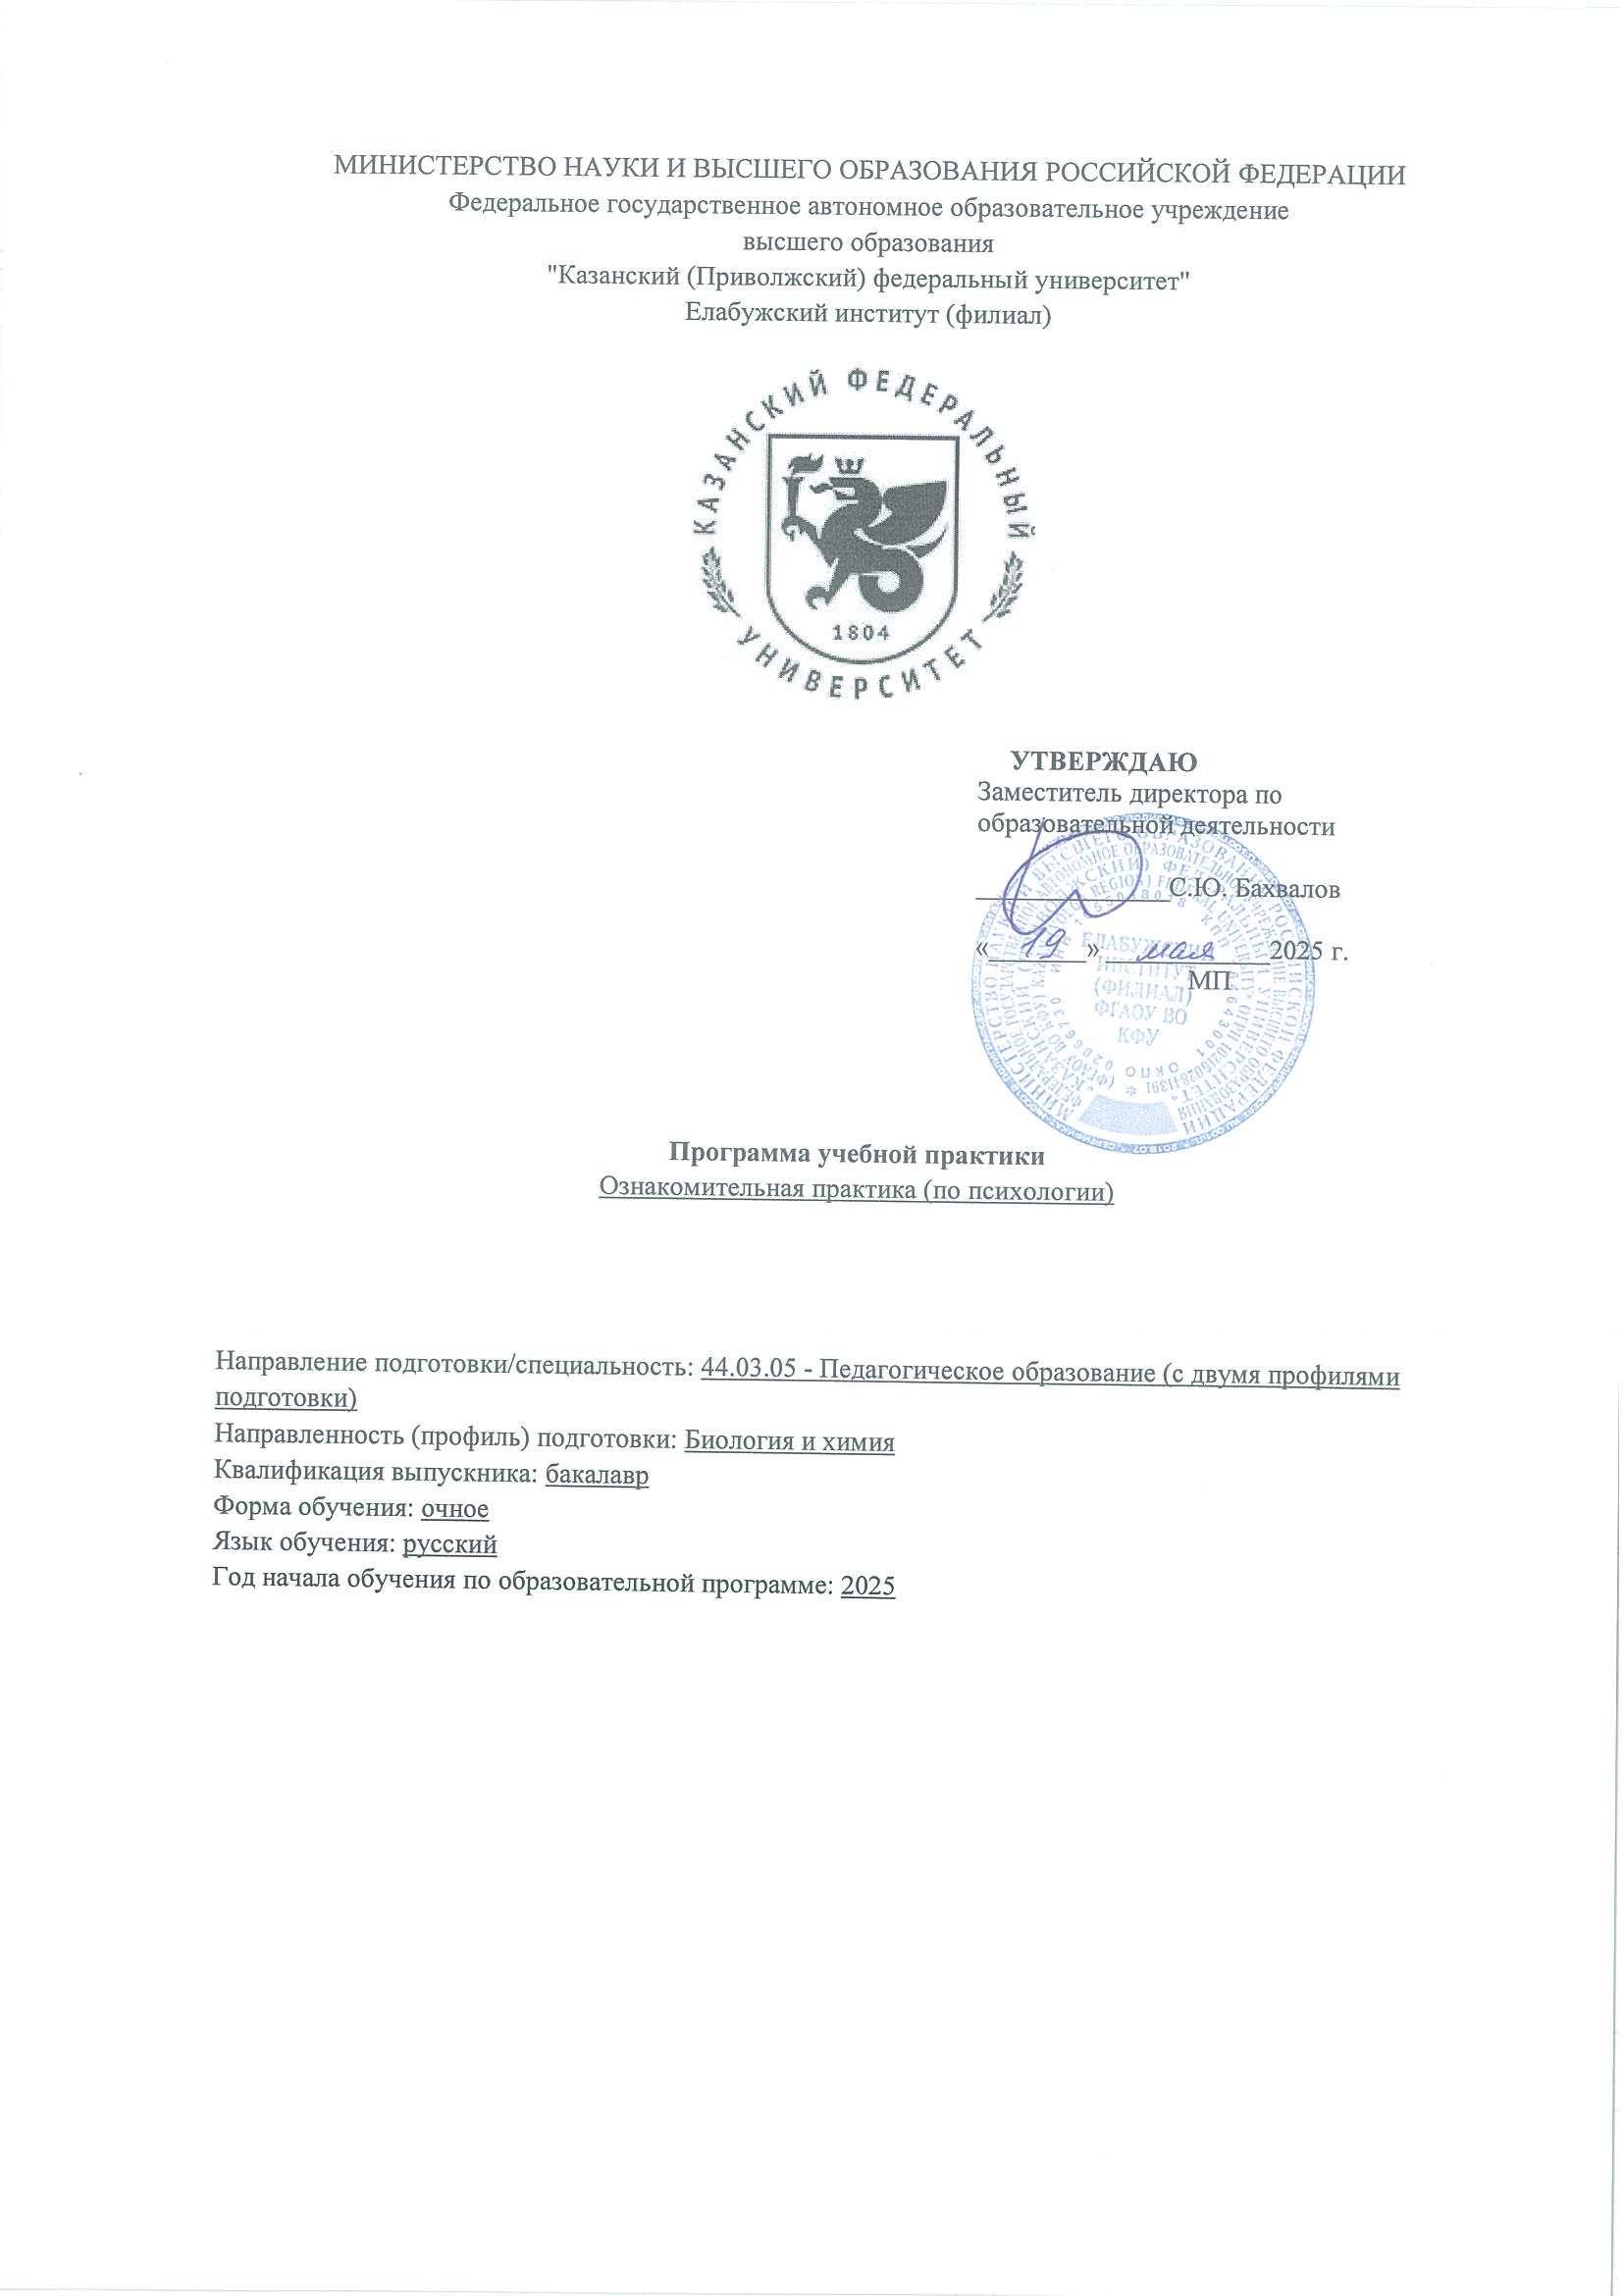 МИНИСТЕРСТВО НАУКИ И ВЫСШЕГО ОБРАЗОВАНИЯ РОССИЙСКОЙ ФЕДЕРАЦИИ
Федеральное государственное автономное образовательное учреждение
высшего образования
"Казанский (Приволжский) федеральный университет"
Елабужский институт (филиал)
КАЗАНСКИЙ ФЕДЕРАЛЬНЫЙ
1804
УНИВЕРСИТЕТ
УТВЕРЖДАЮ
Заместитель директора по
образовательной деятельности
С.Ю. Бахвалов
«19» мая 2025 г.
МП
ЕЛАБУЖСКИЙ
ИНСТИТУТ
(ФИЛИАЛ)
ФГАОУ ВО
КФУ
Программа учебной практики
Ознакомительная практика (по психологии)
Направление подготовки/специальность: 44.03.05 - Педагогическое образование (с двумя профилями
подготовки)
Направленность (профиль) подготовки: Биология и химия
Квалификация выпускника: бакалавр
Форма обучения: очное
Язык обучения: русский
Год начала обучения по образовательной программе: 2025